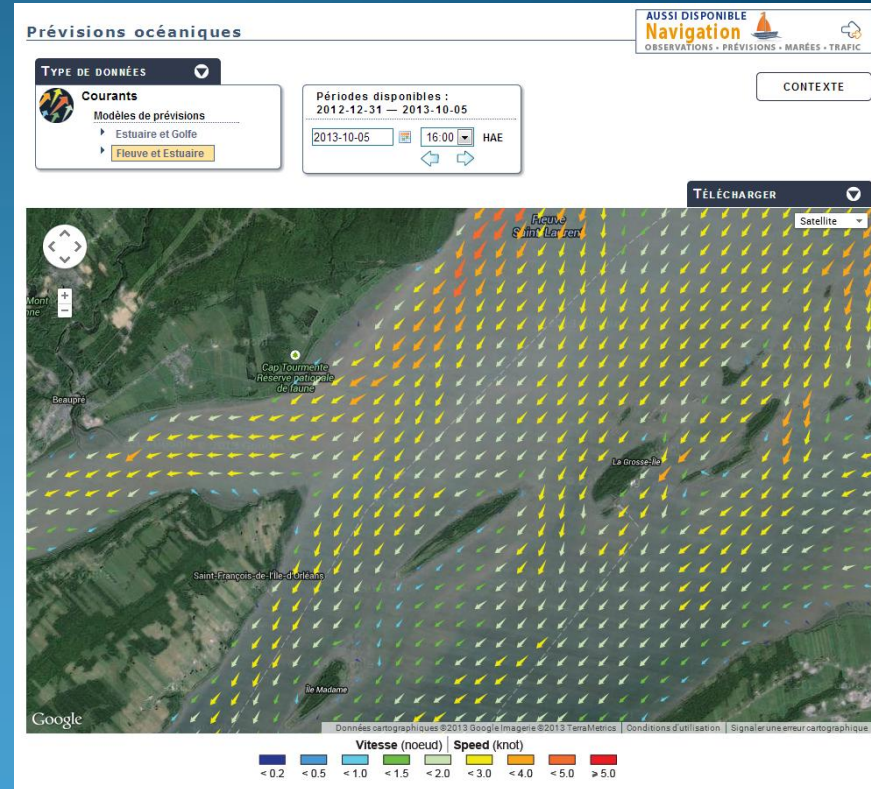 Prévisions océaniques
AUSSI DISPONIBLE
Navigation
OBSERVATIONS • PRÉVISIONS • MARÉES • TRAFIC
TYPE DE DONNÉES
Courants
Modèles de prévisions
Estuaire et Golfe
Fleuve et Estuaire
Périodes disponibles :
2012-12-31 — 2013-10-05
2013-10-05 16:00 HAE
CONTEXTE
TÉLÉCHARGER
Satellite
Fleuve
Saint Laurent
Mont
Cap Tourmente
Réserve nationale
de faune
Beaupré
La Grosse-Île
Saint-François-de-l'Île-d'Orléans
Île Madame
Google
Données cartographiques ©2013 Google Imagerie ©2013 TerraMetrics Conditions d'utilisation Signaler une erreur cartographique
Vitesse (noeud) Speed (knot)
< 0.2 < 0.5 < 1.0 < 1.5 < 2.0 < 3.0 < 4.0 < 5.0 ⩾ 5.0